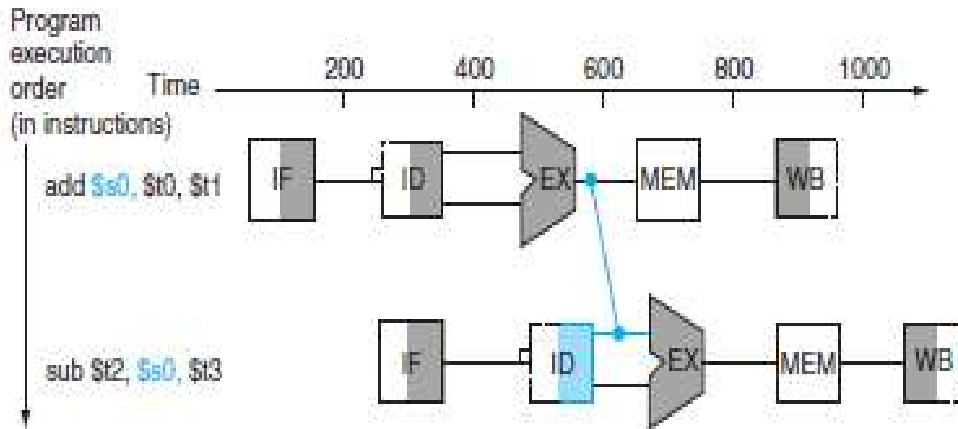 Program
execution
order
(in instructions)
Time
200 400 600 800 1000
add $s0, $t0, $t1
IF ID EX MEM WB
sub $t2, $s0, $t3
IF ID EX MEM WB